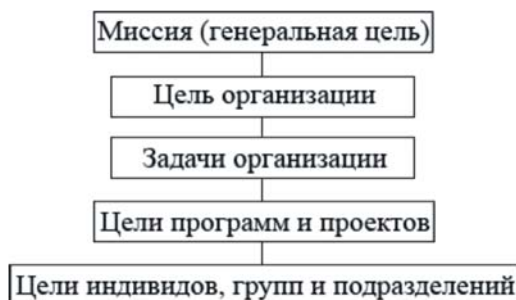 Миссия (генеральная цель)
Цель организации
Задачи организации
Цели программ и проектов
Цели индивидов, групп и подразделений